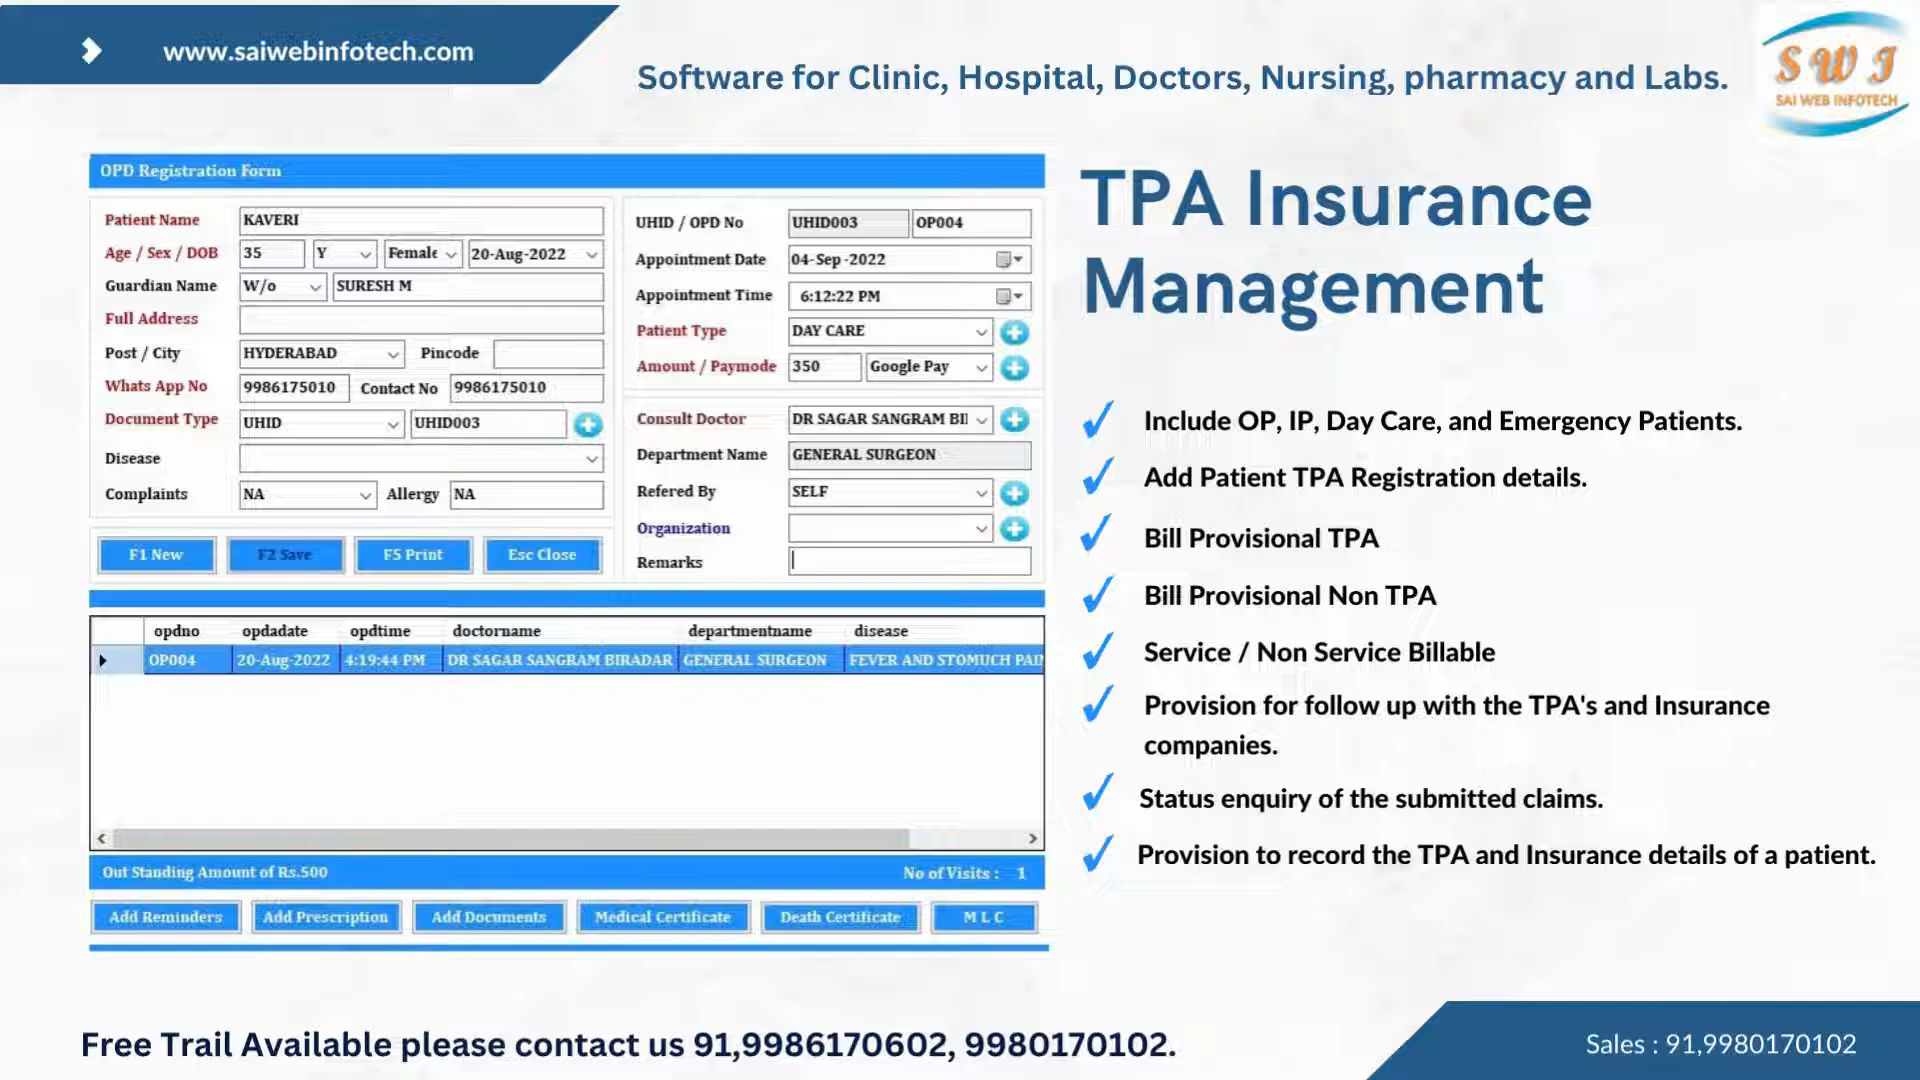 www.saiwebinfotech.com
Software for Clinic, Hospital, Doctors, Nursing, pharmacy and Labs.
S W I
SAI WEB INFOTECH
OPD Registration Form
Patient Name KAVERI
Age / Sex / DOB 35 Y Female 20-Aug-2022
Guardian Name W/o SURESH M
Full Address
Post / City HYDERABAD Pincode
Whats App No 9986175010 Contact No 9986175010
Document Type UHID UHID003
Disease
Complaints NA Allergy NA
F1 New F2 Save F5 Print Esc Close
UHID / OPD No UHID003 OP004
Appointment Date 04-Sep-2022
Appointment Time 6:12:22 PM
Patient Type DAY CARE
Amount / Paymode 350 Google Pay
Consult Doctor DR SAGAR SANGRAM BII
Department Name GENERAL SURGEON
Refered By SELF
Organization
Remarks
opdno opdadate opdtime doctorname departmentname disease
OP004 20-Aug-2022 4:19:44 PM DR SAGAR SANGRAM BIRADAR GENERAL SURGEON FEVER AND STOMUCH PAIN
Out Standing Amount of Rs.500 No of Visits : 1
Add Reminders Add Prescription Add Documents Medical Certificate Death Certificate M L C
TPA Insurance
Management
Include OP, IP, Day Care, and Emergency Patients.
Add Patient TPA Registration details.
Bill Provisional TPA
Bill Provisional Non TPA
Service / Non Service Billable
Provision for follow up with the TPA's and Insurance
companies.
Status enquiry of the submitted claims.
Provision to record the TPA and Insurance details of a patient.
Free Trail Available please contact us 91,9986170602, 9980170102.
Sales : 91,9980170102